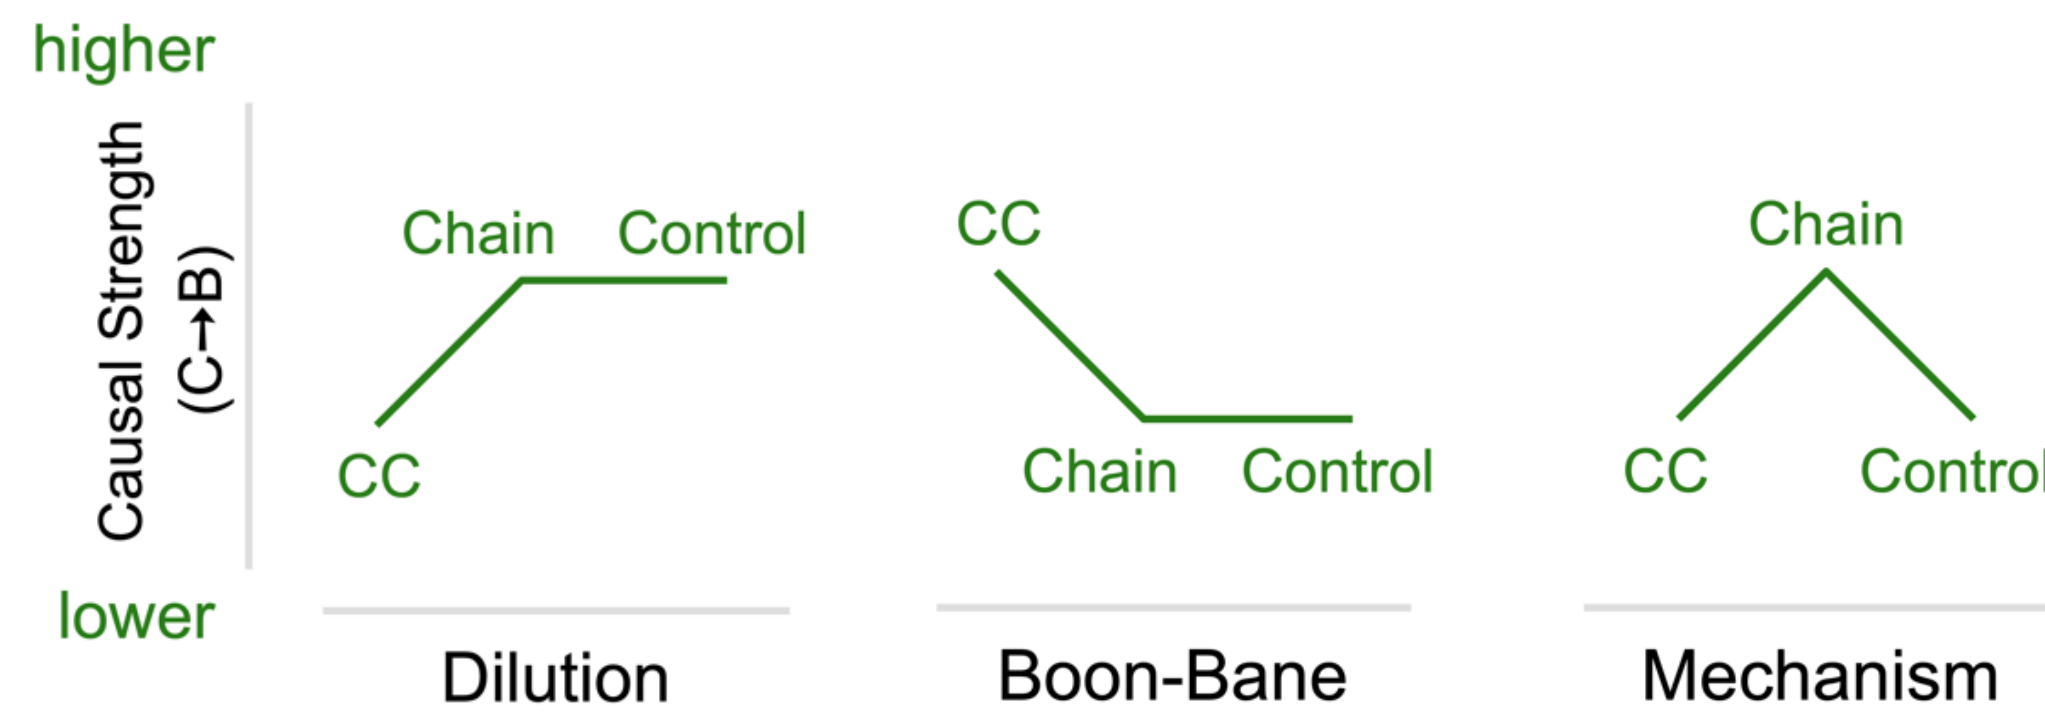 higher
Causal Strength
(C→B)
lower
Chain Control
CC
Dilution
CC
Chain Control
Boon-Bane
Chain
CC Control
Mechanism